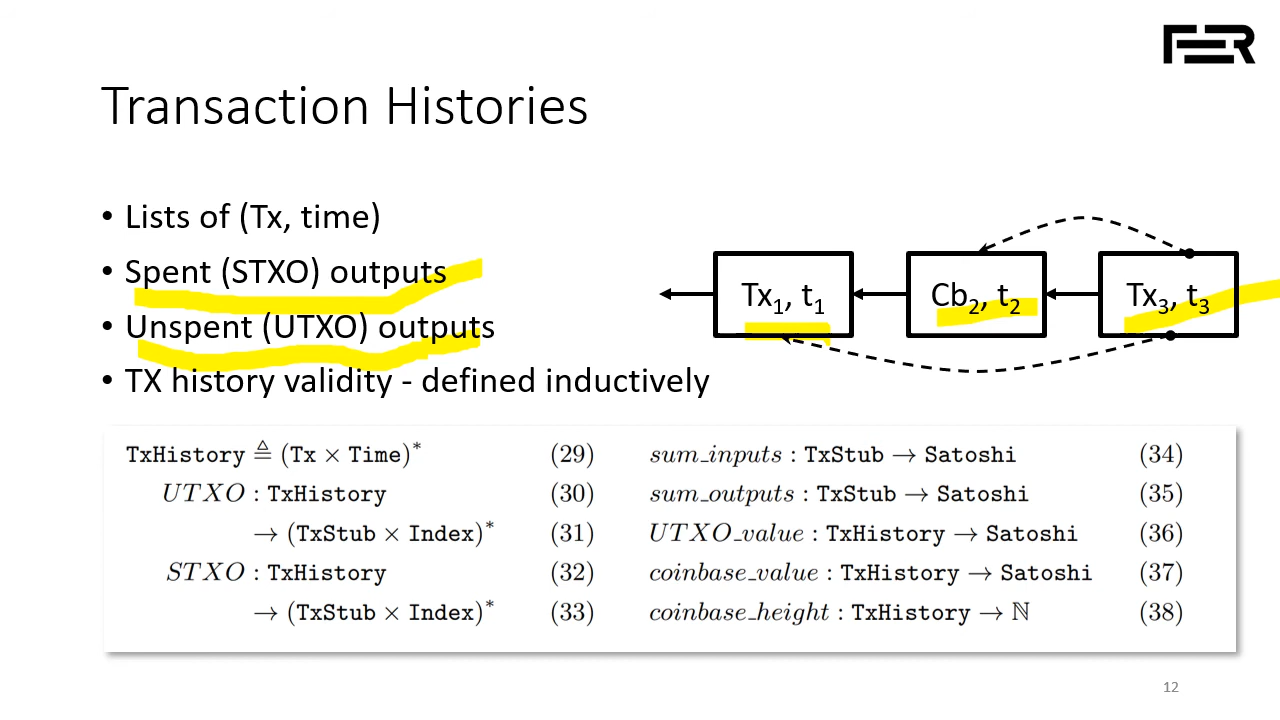 FER
Transaction Histories
• Lists of (Tx, time)
• Spent (STXO) outputs
• Unspent (UTXO) outputs
• TX history validity - defined inductively
Tx₁, t₁
Cb₂, t₂
Tx₃, t₃
TxHistory ≜ (Tx × Time)* (29)
UTXO : TxHistory (30)
→ (TxStub × Index)* (31)
STXO : TxHistory (32)
→ (TxStub × Index)* (33)
sum_inputs : TxStub → Satoshi (34)
sum_outputs : TxStub → Satoshi (35)
UTXO_value : TxHistory → Satoshi (36)
coinbase_value : TxHistory → Satoshi (37)
coinbase_height : TxHistory → ℕ (38)
12